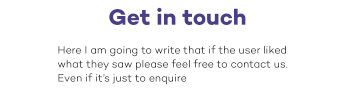 Get in touch
Here I am going to write that if the user liked
what they saw please feel free to contact us.
Even if it's just to enquire